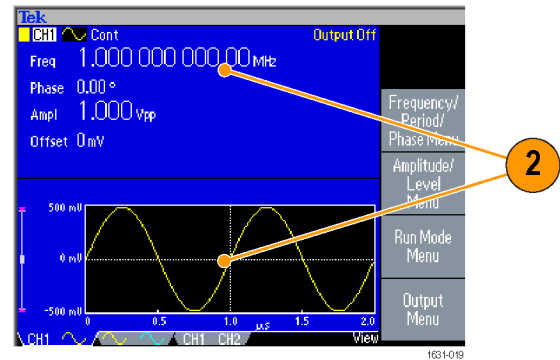 Tek
CH1 Cont Output Off
Freq 1.000 000 000 00 MHz
Phase 0.00 °
Ampl 1.000 Vpp
Offset 0 mV
Frequency/
Period/
Phase Menu
Amplitude/
Level
Menu
2
Run Mode
Menu
Output
Menu
500 mV
0 mV
-500 mV
0 0.5 1.0 1.5 2.0
µs
CH1 CH1 CH2 View
1631-019